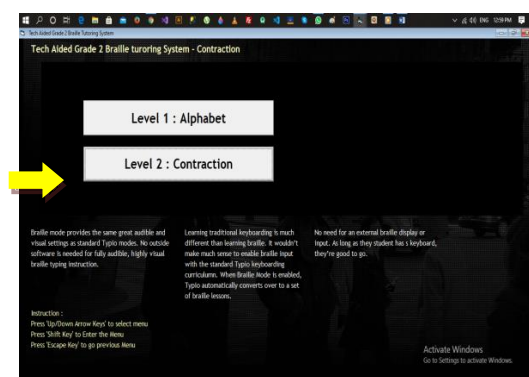 ENG 12:59 PM
Tech Aided Grade 2 Braille Turoring System
Tech Aided Grade 2 Braille turoring System - Contraction
Level 1 : Alphabet
Level 2 : Contraction
Braille mode provides the same great audible and
visual settings as standard Typio modes. No outside
software is needed for fully audible, highly visual
braille typing instruction.
Learning traditional keyboarding is much
different than learning braille. It wouldn't
make much sense to enable braille input
with the standard Typio keyboarding
curriculumn. When Braille Mode is enabled,
Typio automatically converts over to a set
of braille lessons.
No need for an external braille display or
input. As long as they student has s keyboard,
they're good to go.
Instruction :
Press 'Up/Down Arrow Keys' to select menu
Press 'Shift Key' to Enter the Menu
Press 'Escape Key' to go previous Menu
Activate Windows
Go to Settings to activate Windows.